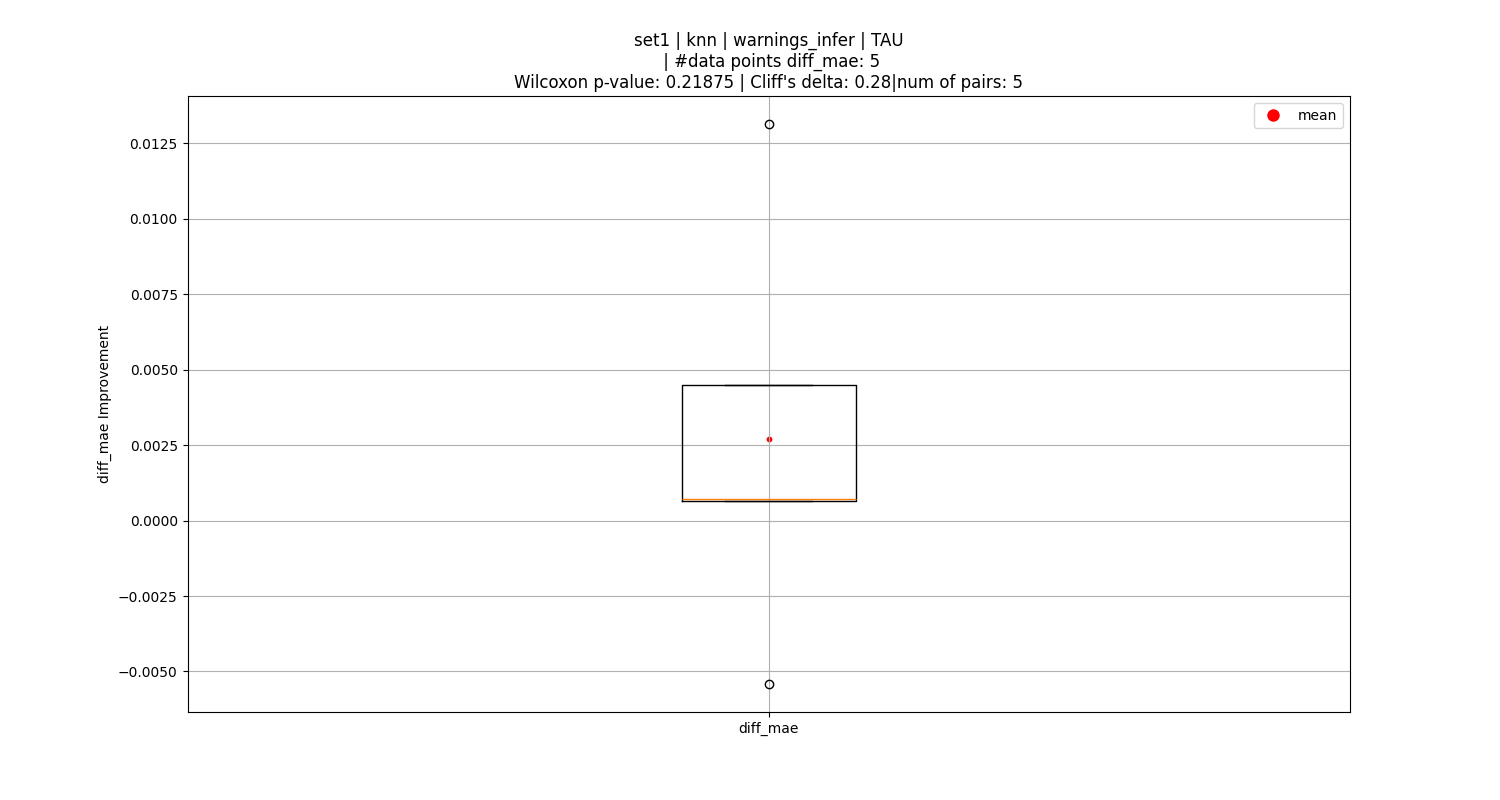 set1 | knn | warnings_infer | TAU
| #data points diff_mae: 5
Wilcoxon p-value: 0.21875 | Cliff's delta: 0.28|num of pairs: 5
mean
0.0125
0.0100
0.0075
0.0050
0.0025
0.0000
−0.0025
−0.0050
diff_mae Improvement
diff_mae